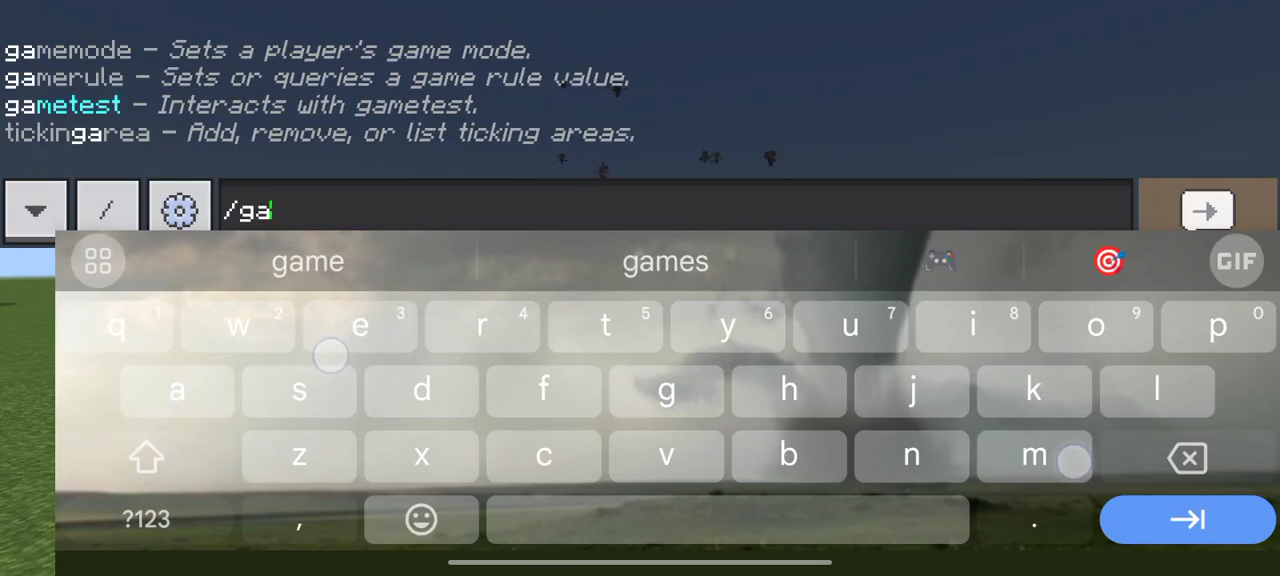 gamemode – Sets a player's game mode.
gamerule – Sets or queries a game rule value.
gametest – Interacts with gametest.
tickingarea – Add, remove, or list ticking areas.
/
/ga
game games GIF
q 1 w 2 e 3 r 4 t 5 y 6 u 7 i 8 o 9 p 0
a s d f g h j k l
z x c v b n m
?123 , .